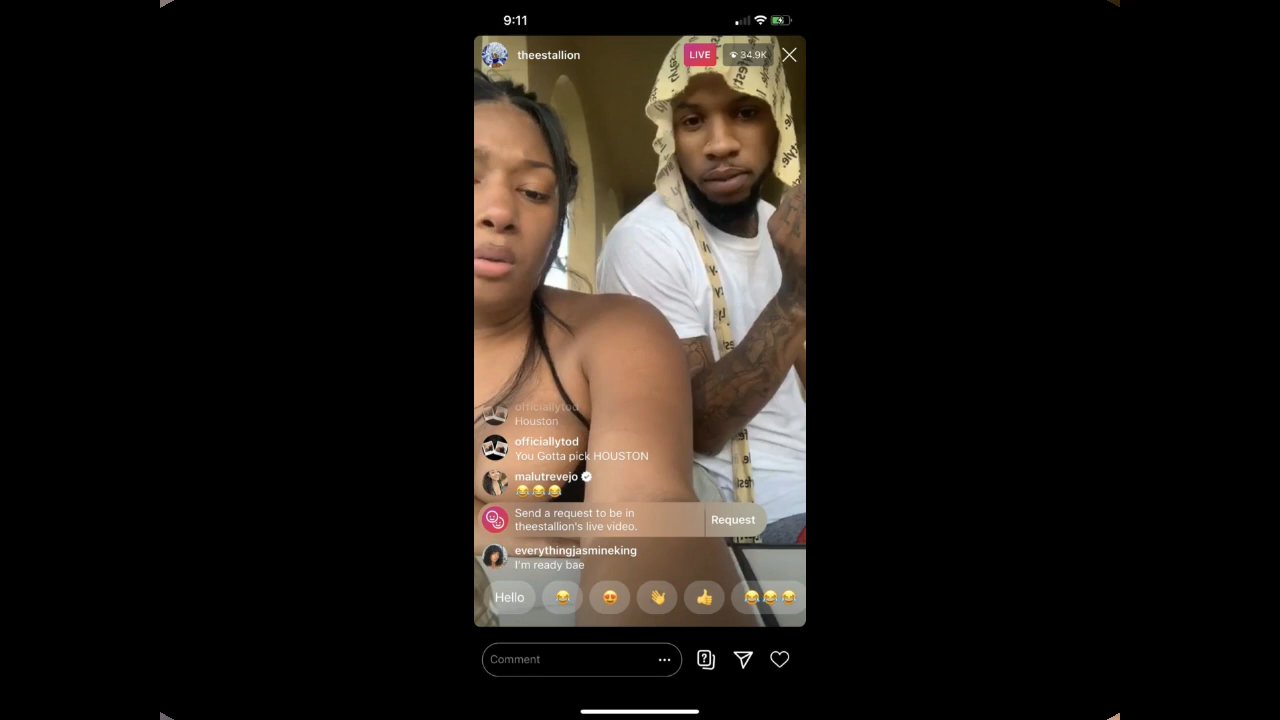 9:11
theestallion
LIVE
34.9K
officiallytod
Houston
officiallytod
You Gotta pick HOUSTON
malutrevejo
😂😂😂
Send a request to be in
theestallion's live video.
Request
everythingjasmineking
I'm ready bae
Hello 😂 😍 👋 👍 😂😂😂
Comment